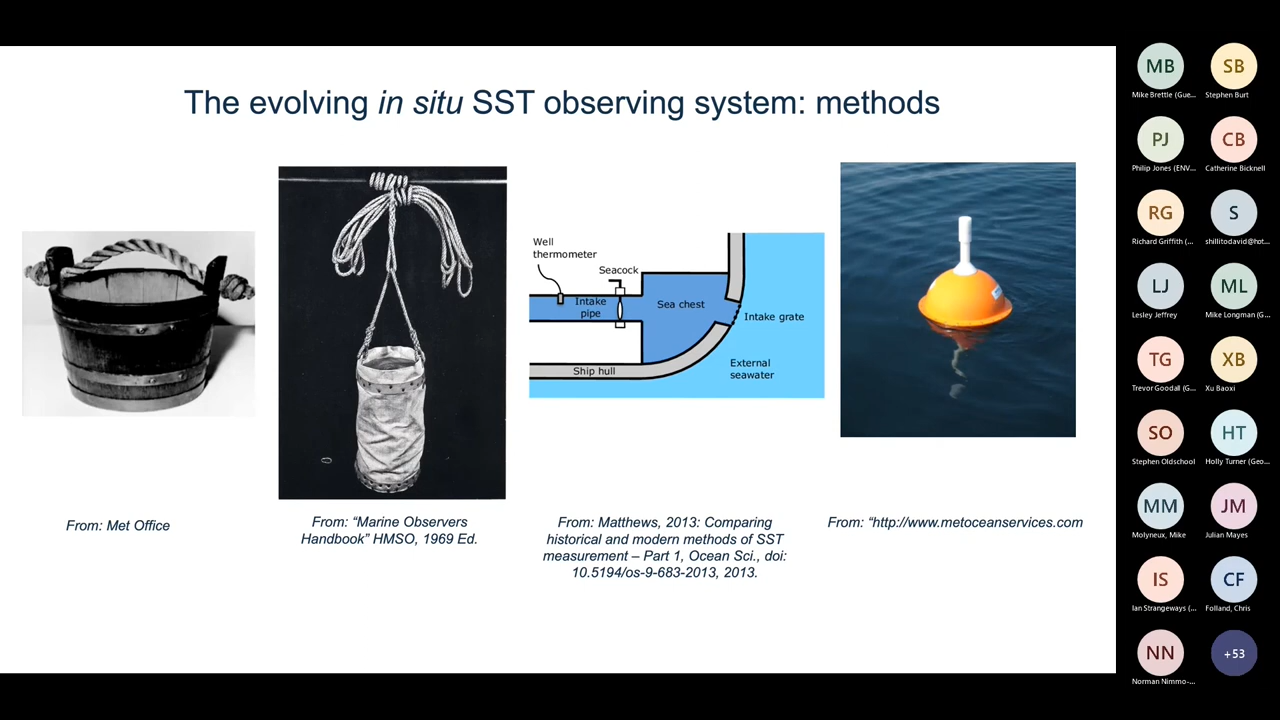 The evolving in situ SST observing system: methods
Well
thermometer
Seacock
Intake
pipe
Sea chest
Intake grate
External
seawater
Ship hull
From: Met Office
From: “Marine Observers
Handbook” HMSO, 1969 Ed.
From: Matthews, 2013: Comparing
historical and modern methods of SST
measurement – Part 1, Ocean Sci., doi:
10.5194/os-9-683-2013, 2013.
From: “http://www.metoceanservices.com
MB
Mike Brettle (Gue...
SB
Stephen Burt
PJ
Philip Jones (ENV...
CB
Catherine Bicknell
RG
Richard Griffith (...
S
shillitodavid@hot...
LJ
Lesley Jeffrey
ML
Mike Longman (G...
TG
Trevor Goodall (G...
XB
Xu Baoxi
SO
Stephen Oldschool
HT
Holly Turner (Geo...
MM
Molyneux, Mike
JM
Julian Mayes
IS
Ian Strangeways (...
CF
Folland, Chris
NN
Norman Nimmo-...
+53